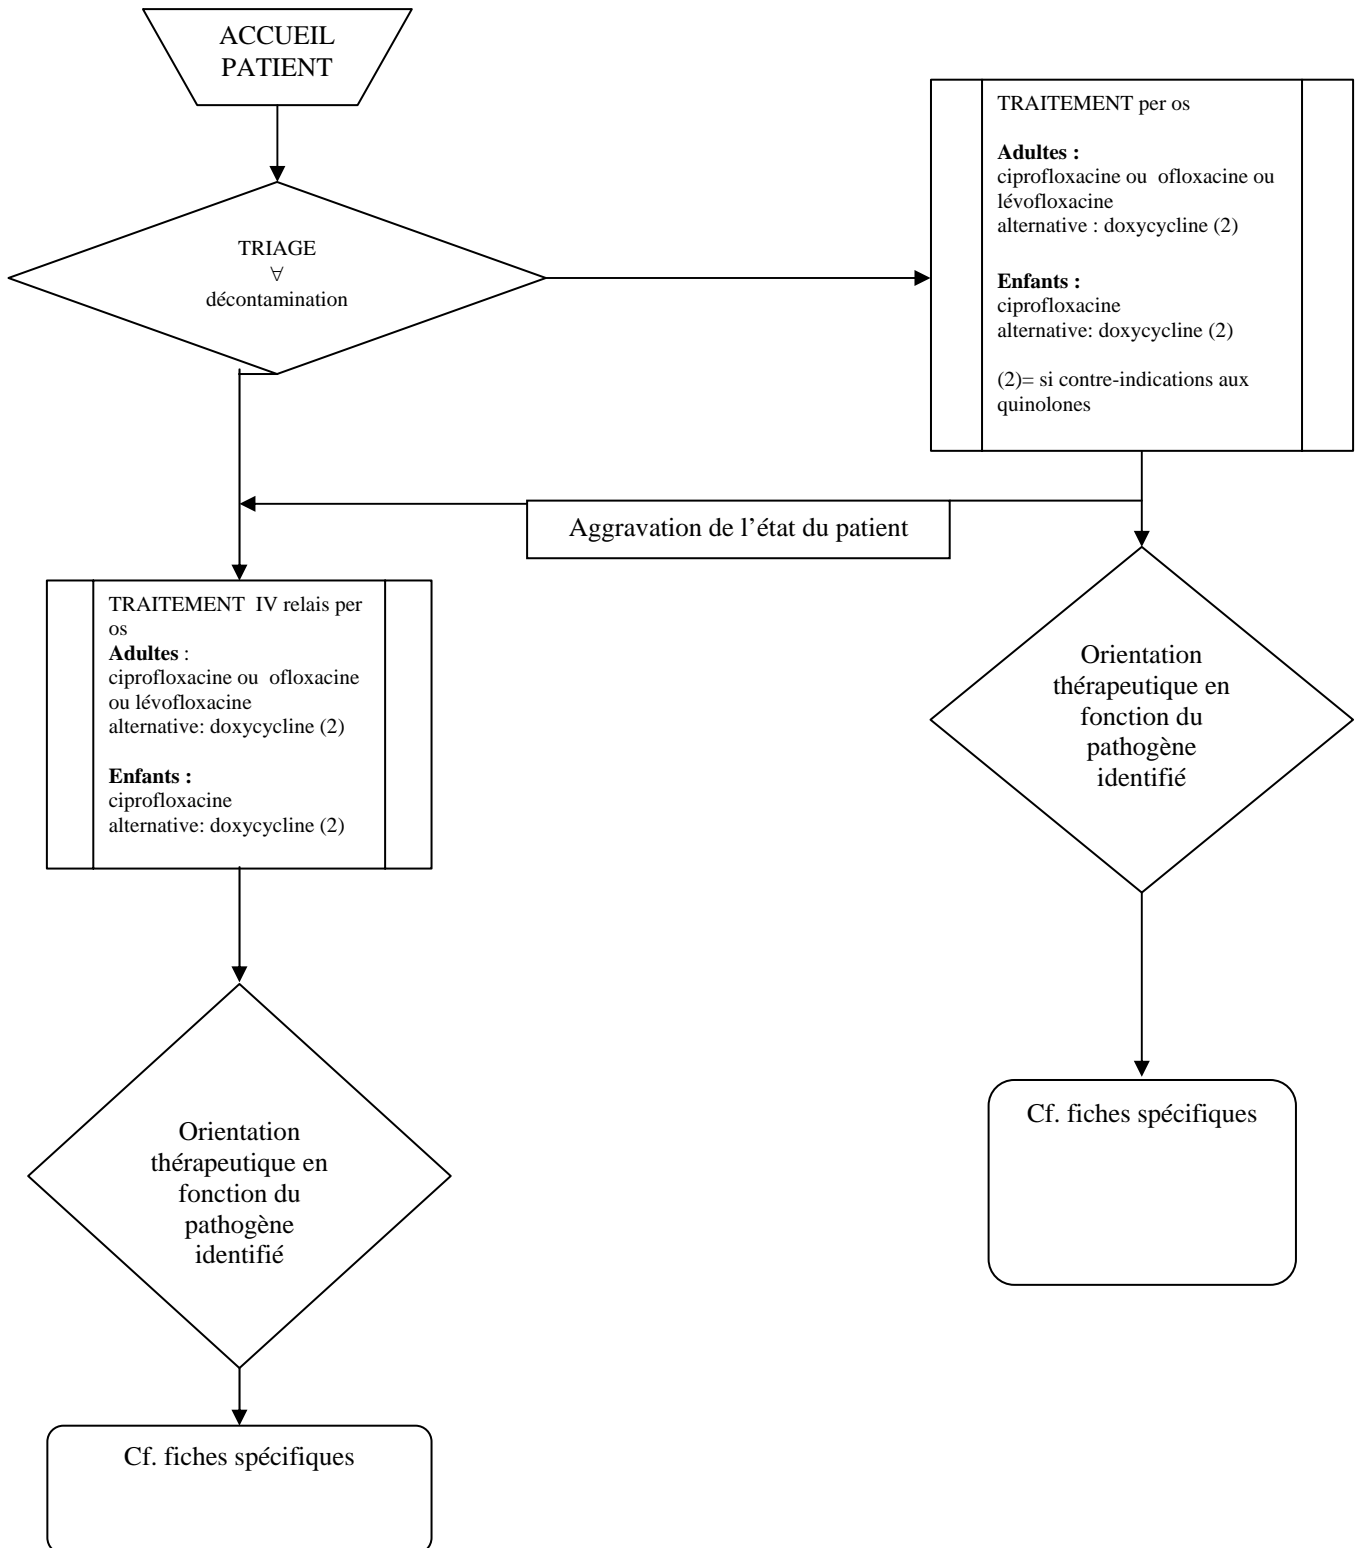 ACCUEIL
PATIENT
TRIAGE
∀
décontamination
TRAITEMENT per os
Adultes :
ciprofloxacine ou ofloxacine ou
lévofloxacine
alternative : doxycycline (2)
Enfants :
ciprofloxacine
alternative: doxycycline (2)
(2)= si contre-indications aux
quinolones
Aggravation de l’état du patient
TRAITEMENT IV relais per
os
Adultes :
ciprofloxacine ou ofloxacine
ou lévofloxacine
alternative: doxycycline (2)
Enfants :
ciprofloxacine
alternative: doxycycline (2)
Orientation
thérapeutique en
fonction du
pathogène
identifié
Cf. fiches spécifiques
Orientation
thérapeutique en
fonction du
pathogène
identifié
Cf. fiches spécifiques